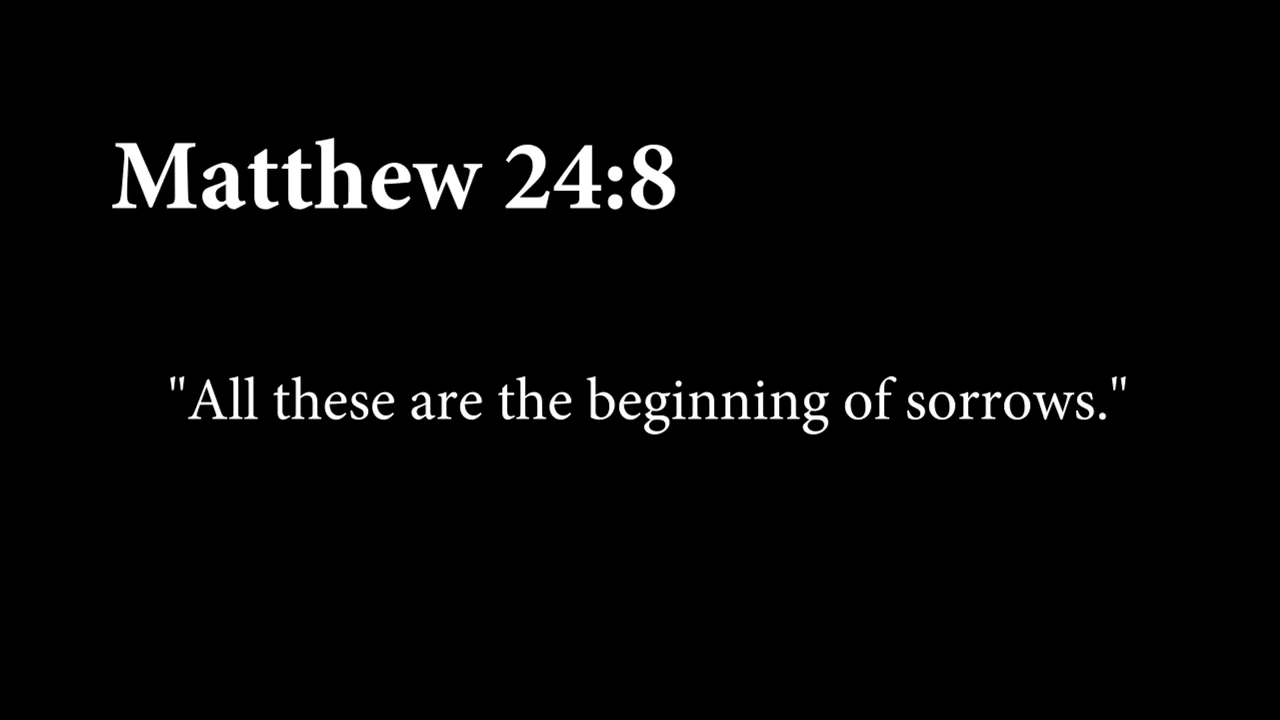 Matthew 24:8
"All these are the beginning of sorrows."